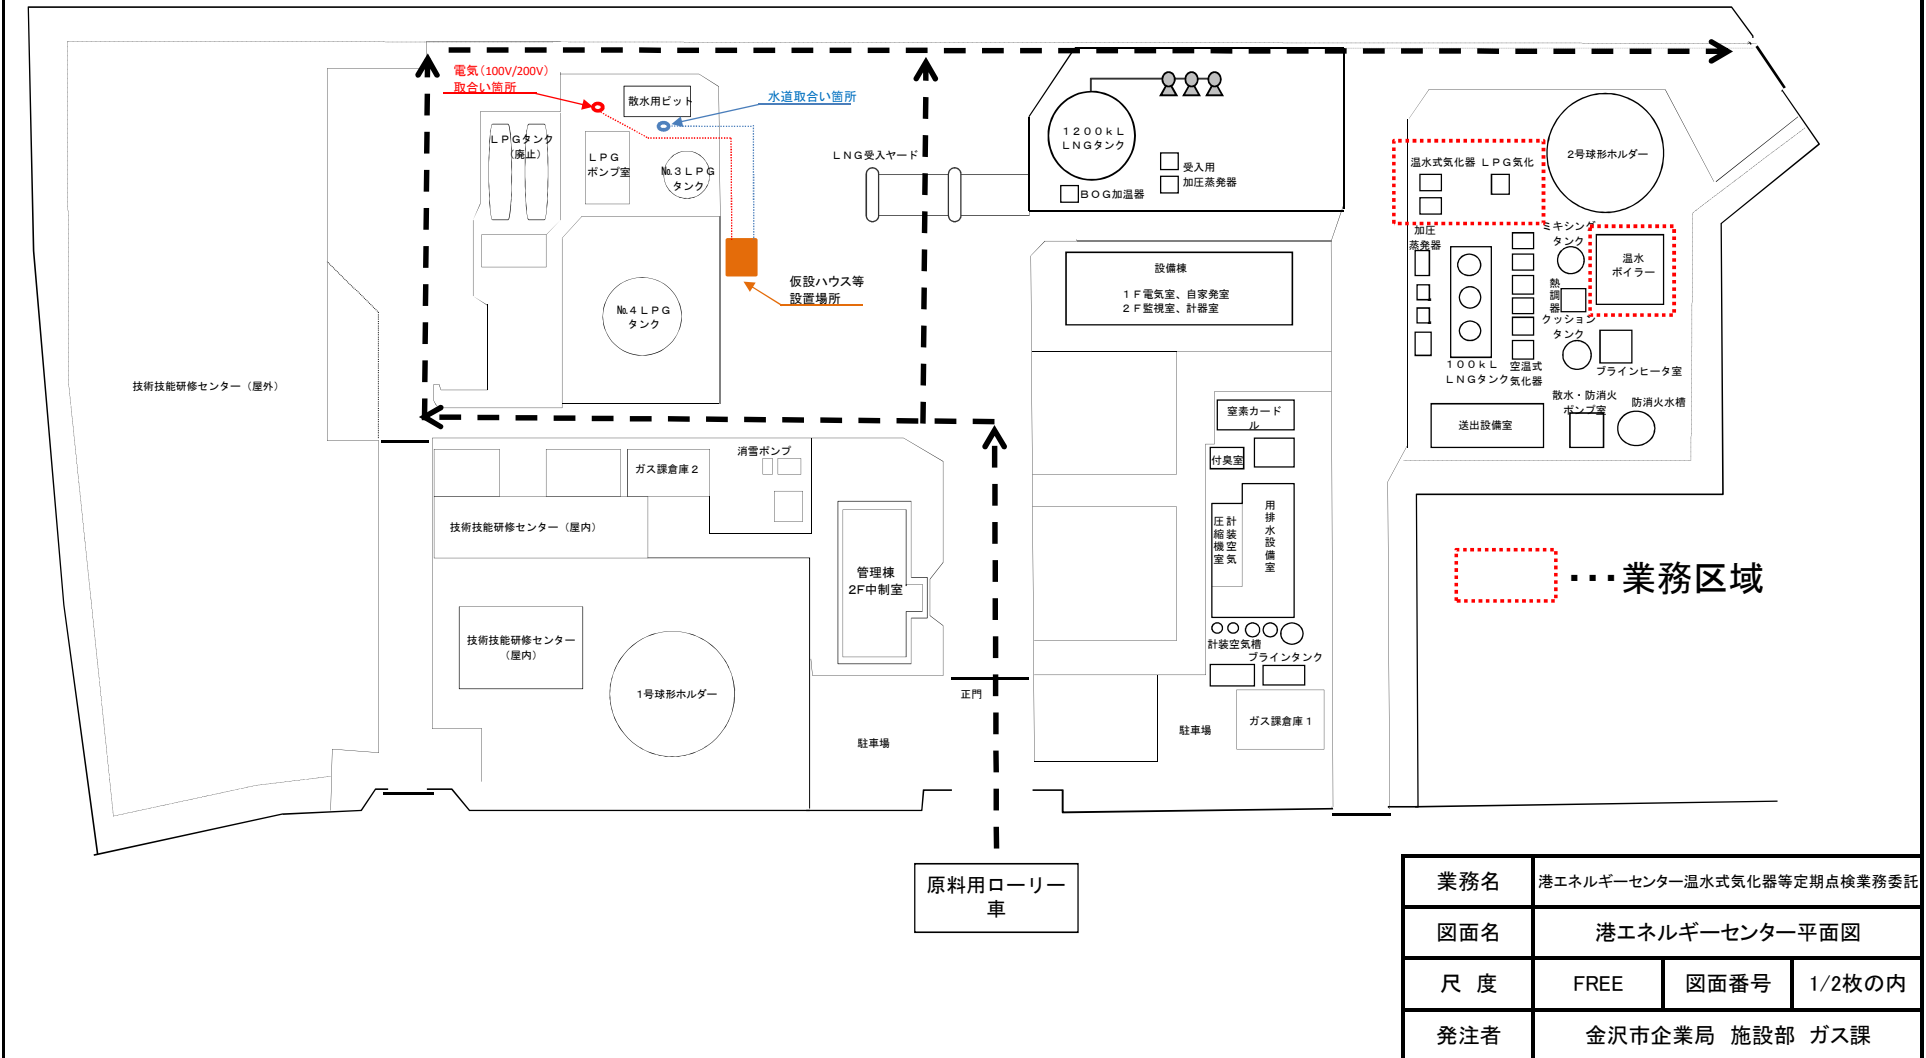 電気(100V/200V)
取合い箇所
散水用ピット
水道取合い箇所
LPGタンク
(廃止)
LPG
ポンプ室
№3LPG
タンク
LNG受入ヤード
1200kL
LNGタンク
受入用
加圧蒸発器
BOG加温器
温水式気化器
LPG気化
2号球形ホルダー
加圧
蒸発器
ミキシング
タンク
温水
ボイラー
熱調器
クッション
タンク
100kL
LNGタンク
空温式
気化器
ブラインヒータ室
散水・防消火
ポンプ室
防消火水槽
送出設備室
仮設ハウス等
設置場所
№4LPG
タンク
設備棟
1F電気室、自家発室
2F監視室、計器室
技術技能研修センター(屋外)
窒素カード
ル
付臭室
消雪ポンプ
ガス課倉庫2
技術技能研修センター(屋内)
計装空気
圧縮機室
用排水設備室
管理棟
2F中制室
・・・業務区域
技術技能研修センター
(屋内)
1号球形ホルダー
計装空気槽
ブラインタンク
正門
ガス課倉庫1
駐車場
駐車場
原料用ローリー
車
業務名 港エネルギーセンター温水式気化器等定期点検業務委託
図面名 港エネルギーセンター平面図
尺 度 FREE 図面番号 1/2枚の内
発注者 金沢市企業局 施設部 ガス課